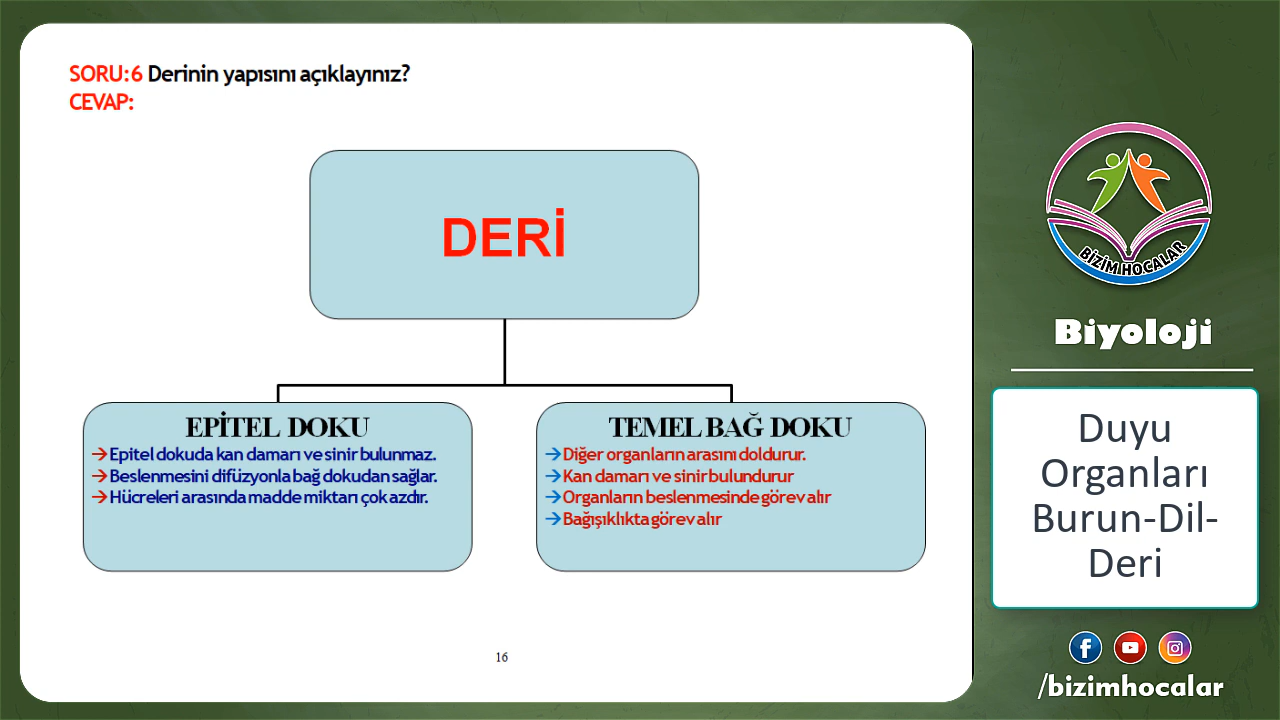 SORU:6 Derinin yapısını açıklayınız?
CEVAP:
DERİ
EPİTEL DOKU
→Epitel dokuda kan damarı ve sinir bulunmaz.
→Beslenmesini difüzyonla bağ dokudan sağlar.
→Hücreleri arasında madde miktarı çok azdır.
TEMEL BAĞ DOKU
→Diğer organların arasını doldurur.
→Kan damarı ve sinir bulundurur
→Organların beslenmesinde görev alır
→Bağışıklıkta görev alır
16
BİZİM HOCALAR
Biyoloji
Duyu
Organları
Burun-Dil-
Deri
/bizimhocalar